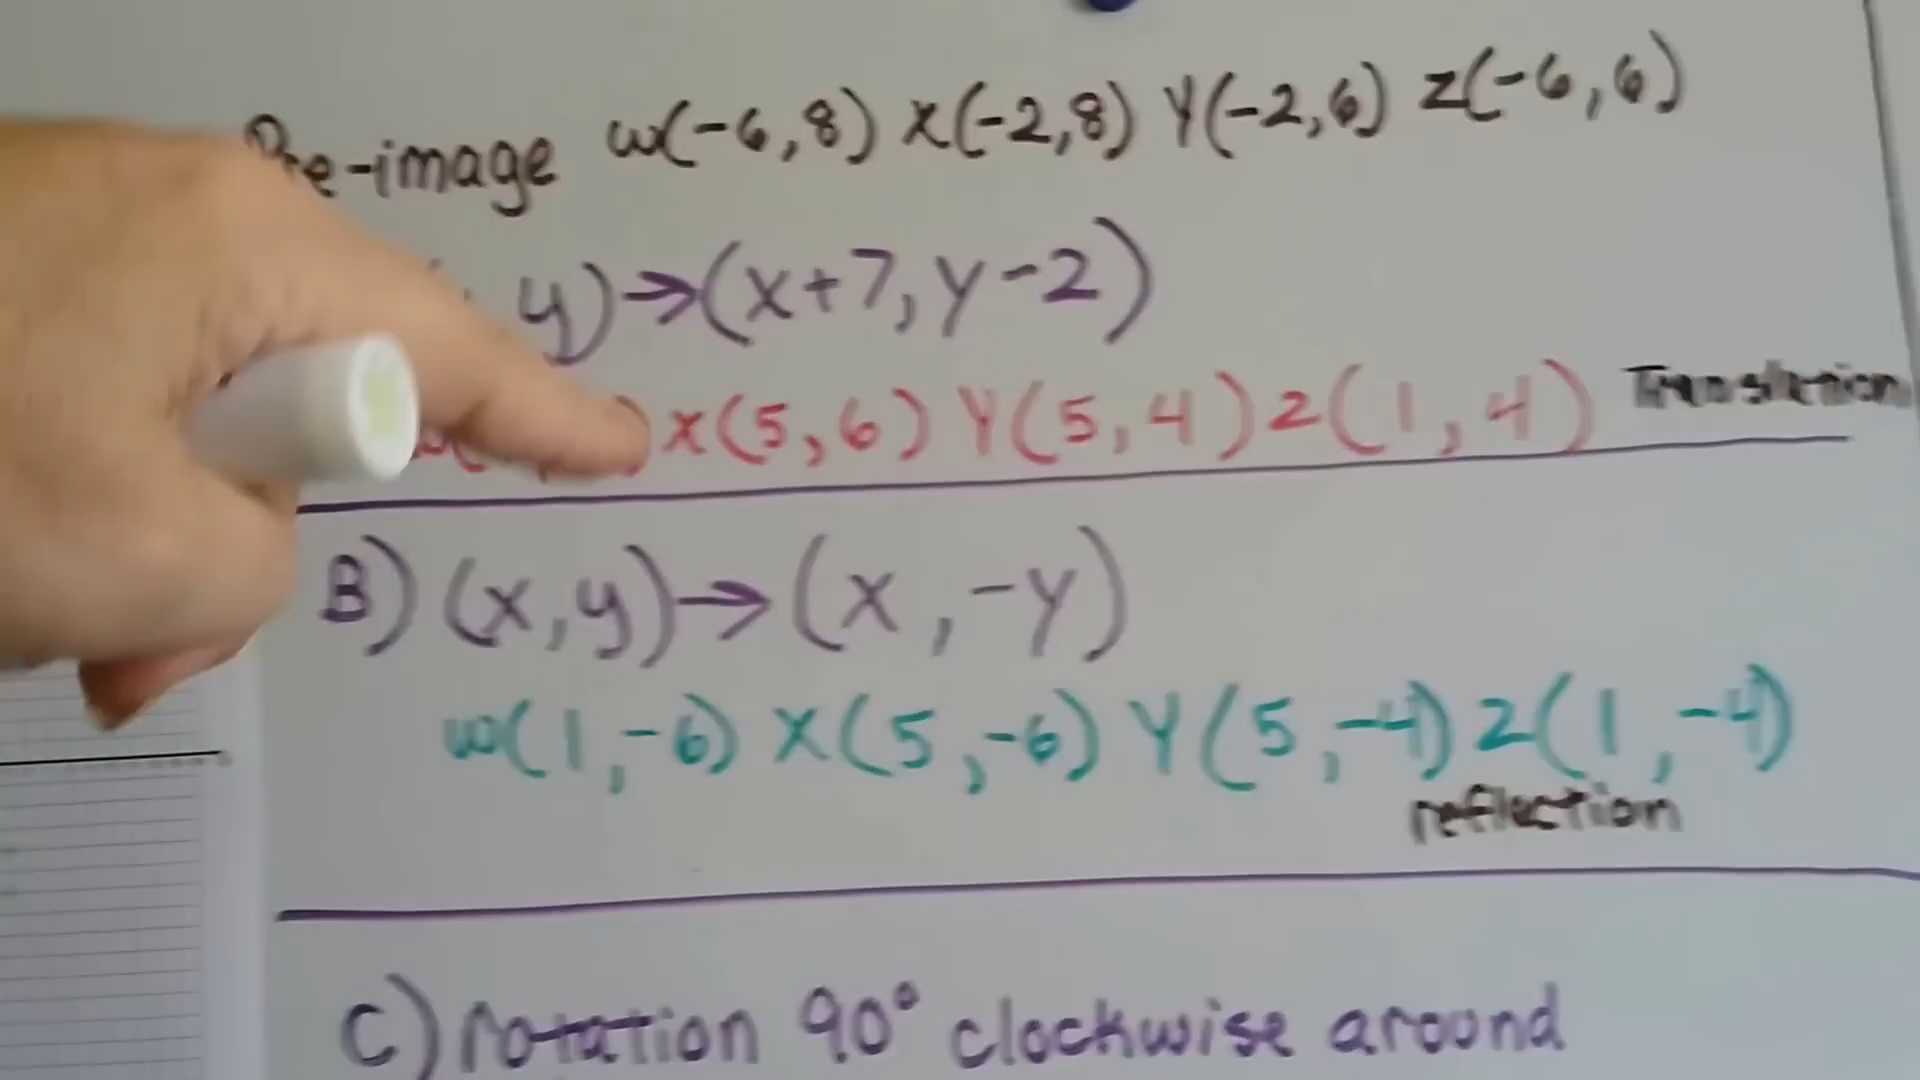 Pre-image w(-6,8) X(-2,8) Y(-2,6) Z(-6,6)
y)→(x+7, y-2)
X(5,6) Y(5,4) Z(1,4) Translation
B) (x,y)→(x,-y)
w(1,-6) X(5,-6) Y(5,-4) Z(1,-4)
reflection
C) rotation 90° clockwise around